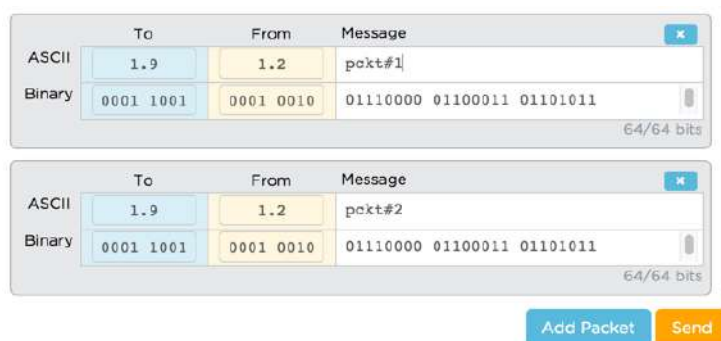 To From Message
ASCII 1.9 1.2 pckt#1
Binary 0001 1001 0001 0010 01110000 01100011 01101011
64/64 bits
To From Message
ASCII 1.9 1.2 pckt#2
Binary 0001 1001 0001 0010 01110000 01100011 01101011
64/64 bits
Add Packet Send